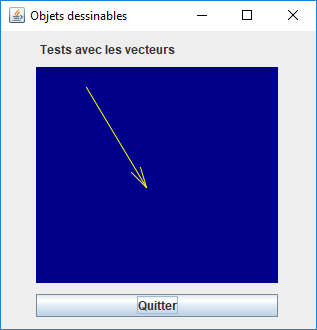 Objets dessinables
Tests avec les vecteurs
Quitter